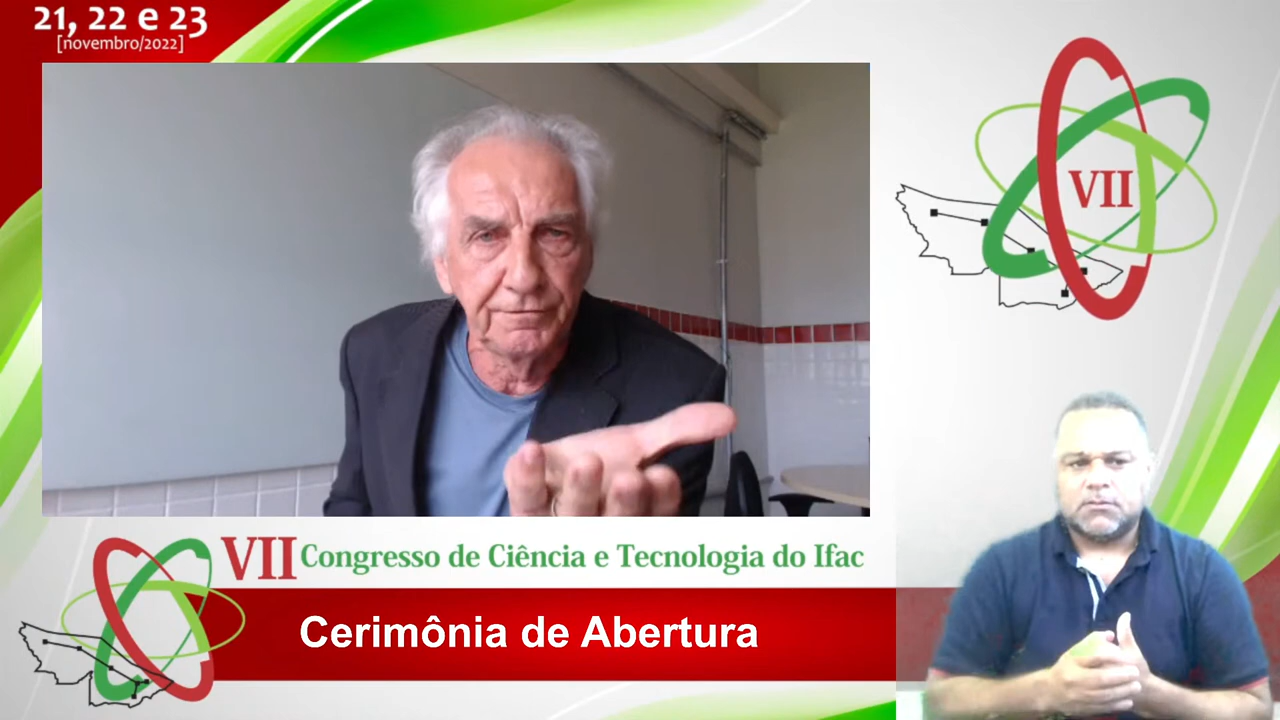 21, 22 e 23
[novembro/2022]
VII
VII Congresso de Ciência e Tecnologia do Ifac
Cerimônia de Abertura